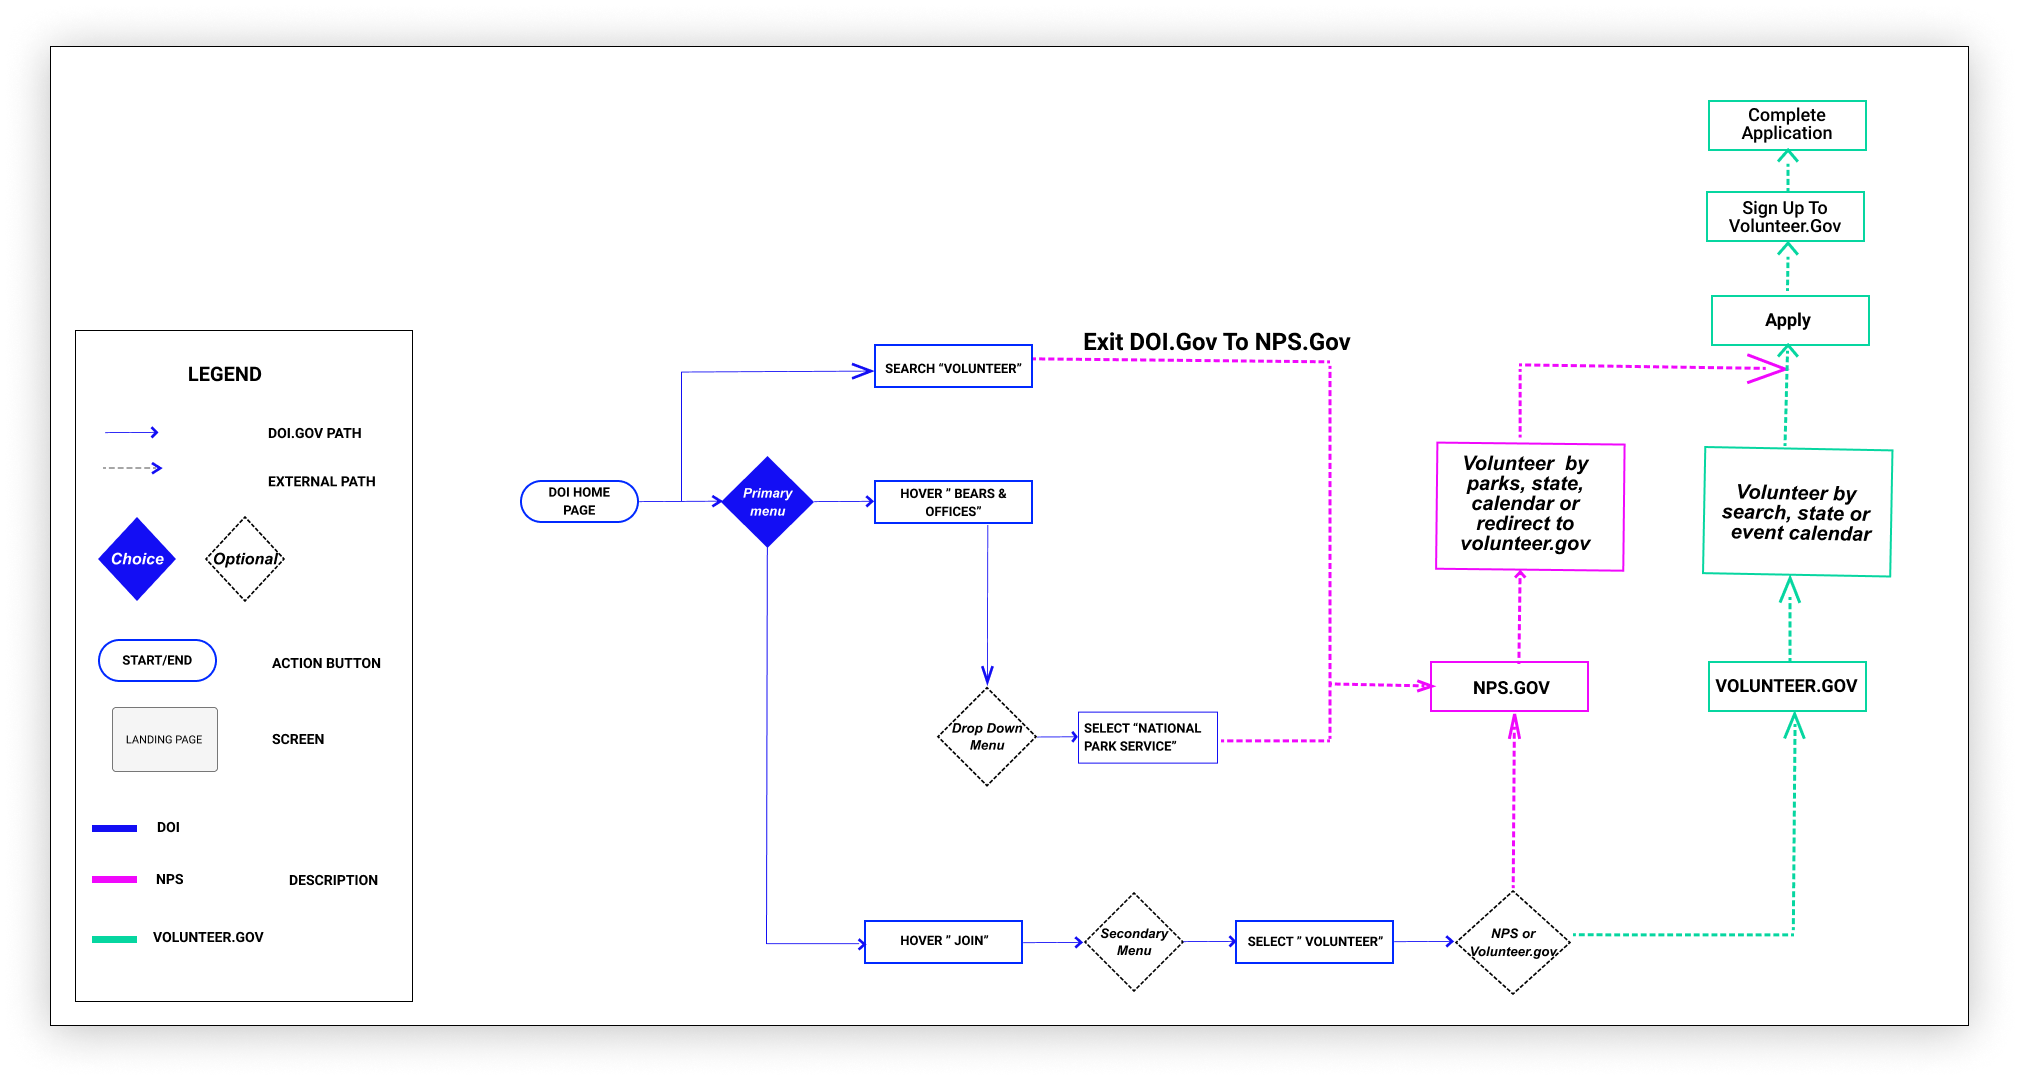 Complete
Application
Sign Up To
Volunteer.Gov
Apply
Exit DOI.Gov To NPS.Gov
LEGEND
DOI.GOV PATH
EXTERNAL PATH
Choice
Optional
START/END
ACTION BUTTON
LANDING PAGE
SCREEN
DOI
NPS
DESCRIPTION
VOLUNTEER.GOV
DOI HOME
PAGE
Primary
menu
SEARCH “VOLUNTEER”
HOVER ” BEARS &
OFFICES”
Drop Down
Menu
SELECT “NATIONAL
PARK SERVICE”
HOVER ” JOIN”
Secondary
Menu
SELECT ” VOLUNTEER”
NPS or
Volunteer.gov
NPS.GOV
Volunteer by
parks, state,
calendar or
redirect to
volunteer.gov
VOLUNTEER.GOV
Volunteer by
search, state or
event calendar